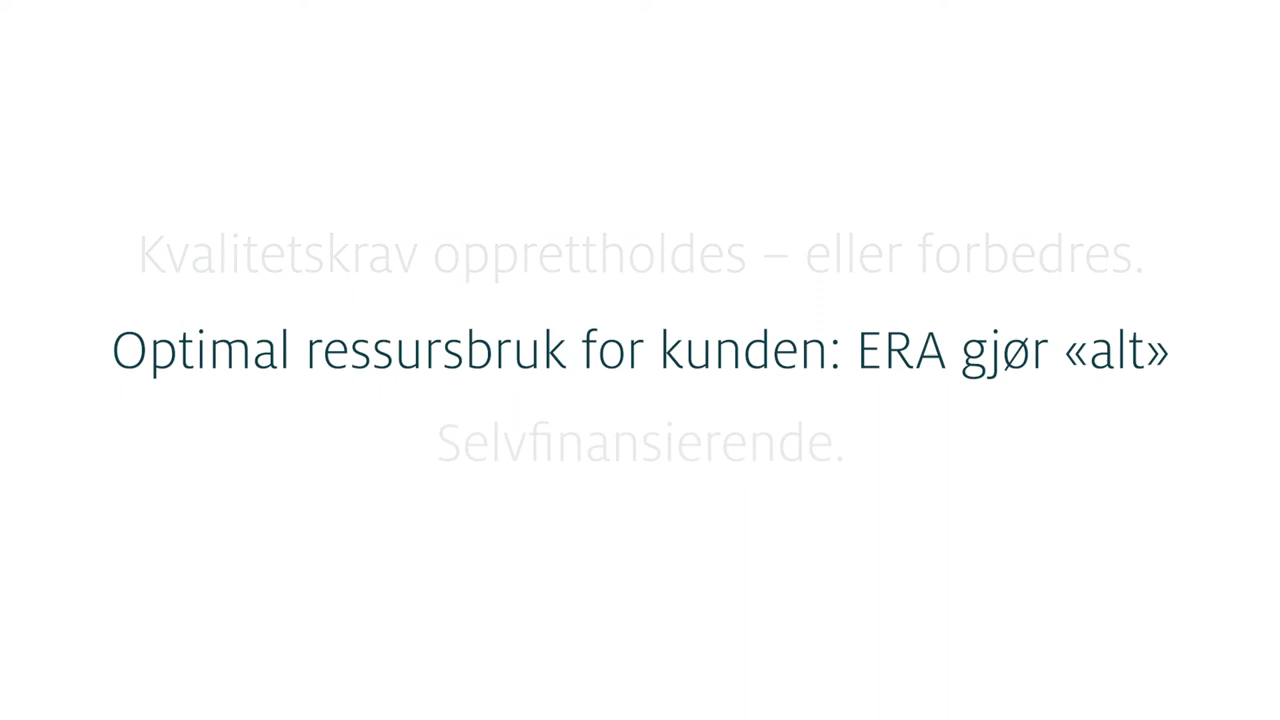 Kvalitetskrav opprettholdes – eller forbedres.
Optimal ressursbruk for kunden: ERA gjør «alt»
Selvfinansierende.